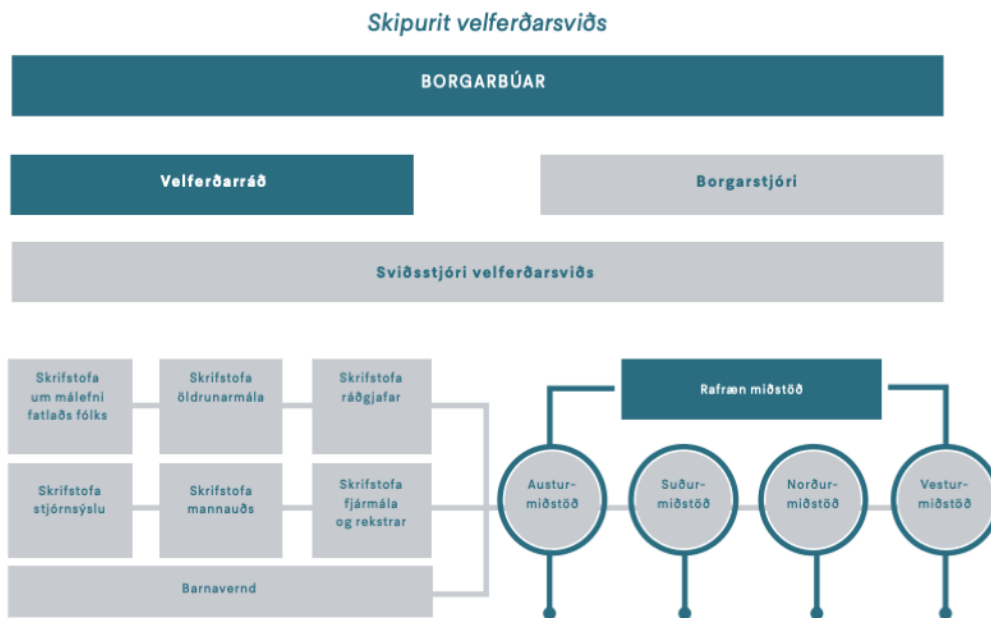 Skipurit velferðarsviðs
BORGARBÚAR
Velferðarráð
Borgarstjóri
Sviðsstjóri velferðarsviðs
Skrifstofa
um málefni
fatlaðs fólks
Skrifstofa
öldrunarmála
Skrifstofa
ráðgjafar
Rafræn miðstöð
Skrifstofa
stjórnsýslu
Skrifstofa
mannauðs
Skrifstofa
fjármála
og rekstrar
Austur-
miðstöð
Suður-
miðstöð
Norður-
miðstöð
Vestur-
miðstöð
Barnavernd